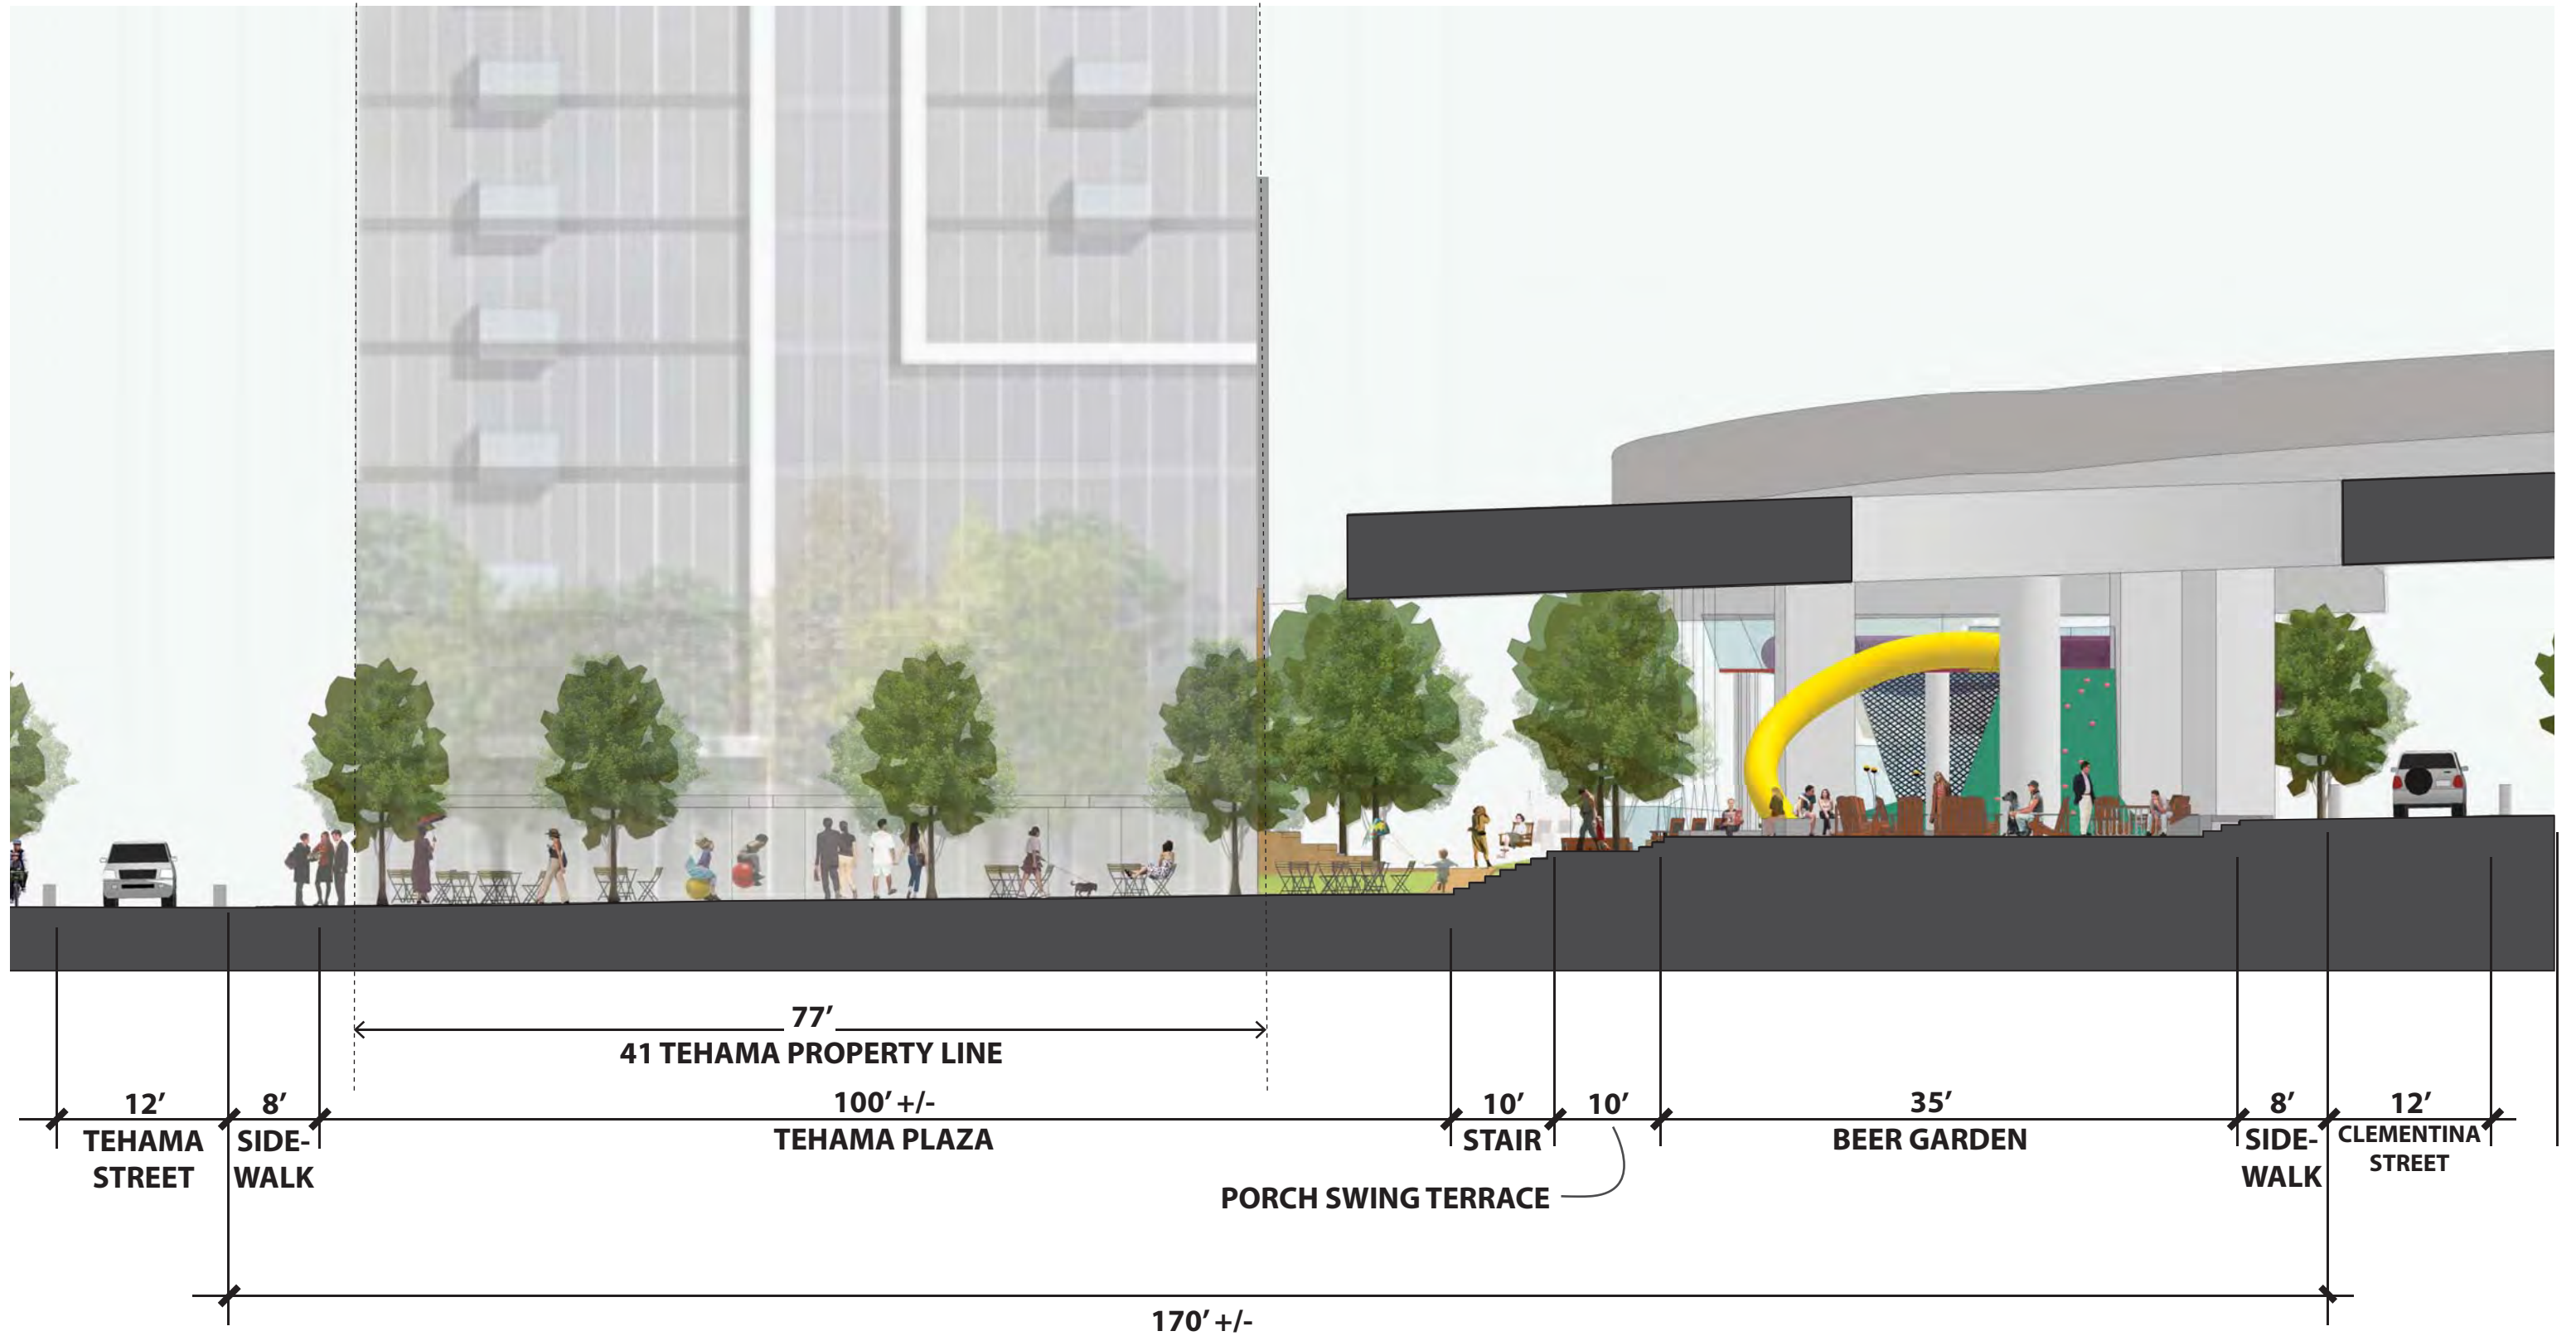 77’
41 TEHAMA PROPERTY LINE
12’
TEHAMA
STREET
8’
SIDE-
WALK
100’ +/-
TEHAMA PLAZA
10’
STAIR
10’
PORCH SWING TERRACE
35’
BEER GARDEN
8’
SIDE-
WALK
12’
CLEMENTINA
STREET
170’ +/-